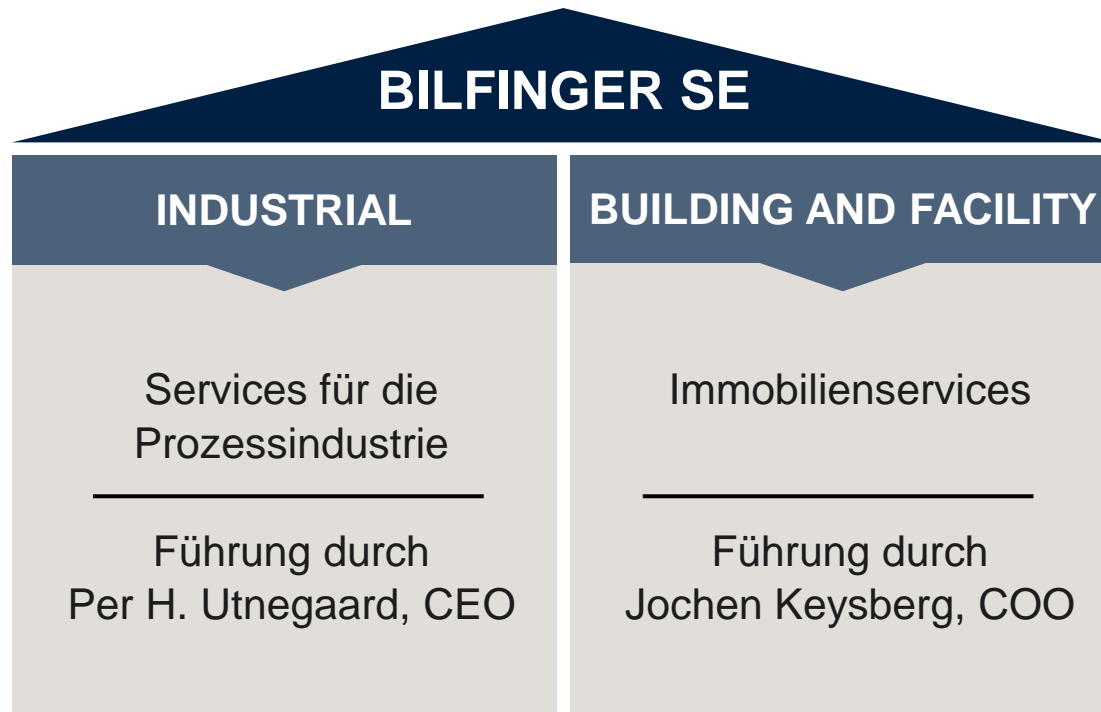 BILFINGER SE
INDUSTRIAL
Services für die
Prozessindustrie
Führung durch
Per H. Utnegaard, CEO
BUILDING AND FACILITY
Immobilienservices
Führung durch
Jochen Keysberg, COO